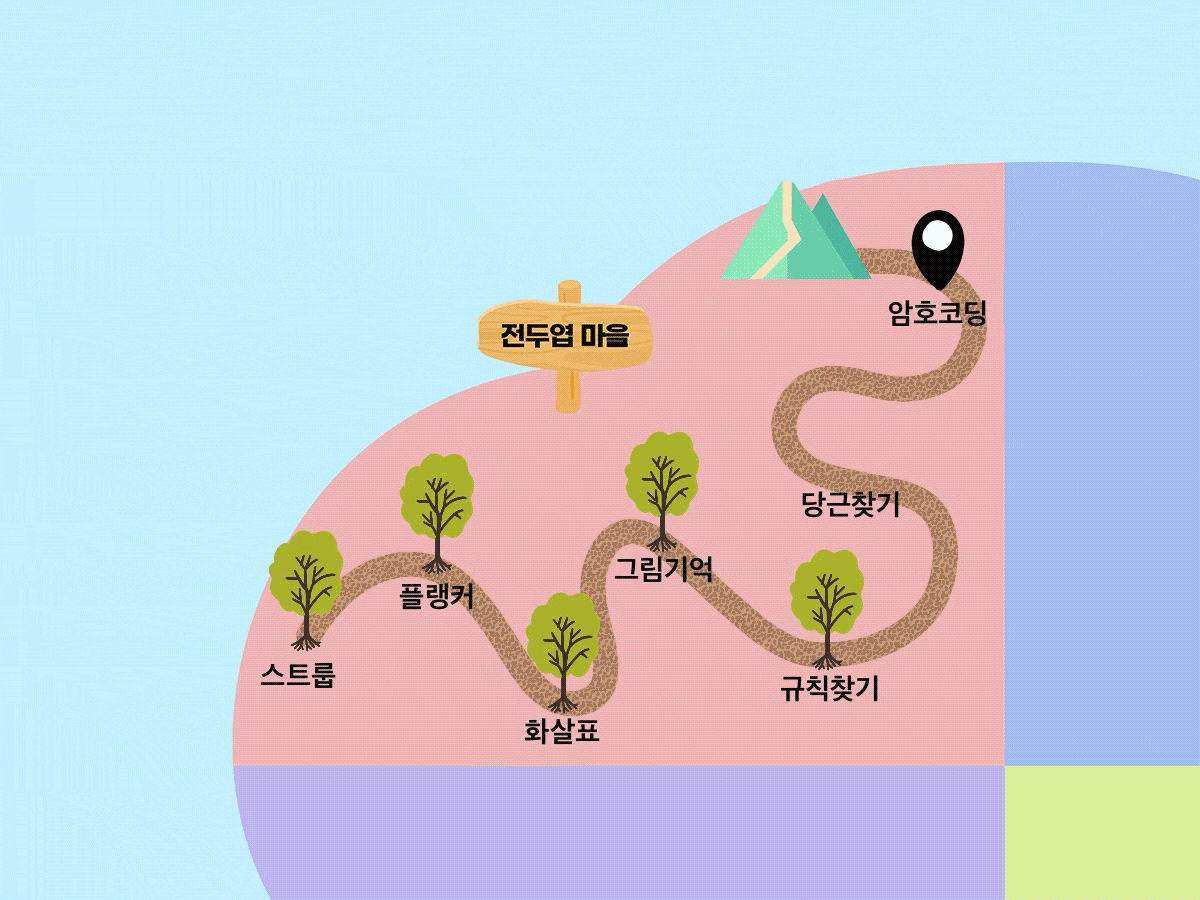 암호코딩
전두엽 마을
당근찾기
그림기억
플랭커
스트룹
규칙찾기
화살표